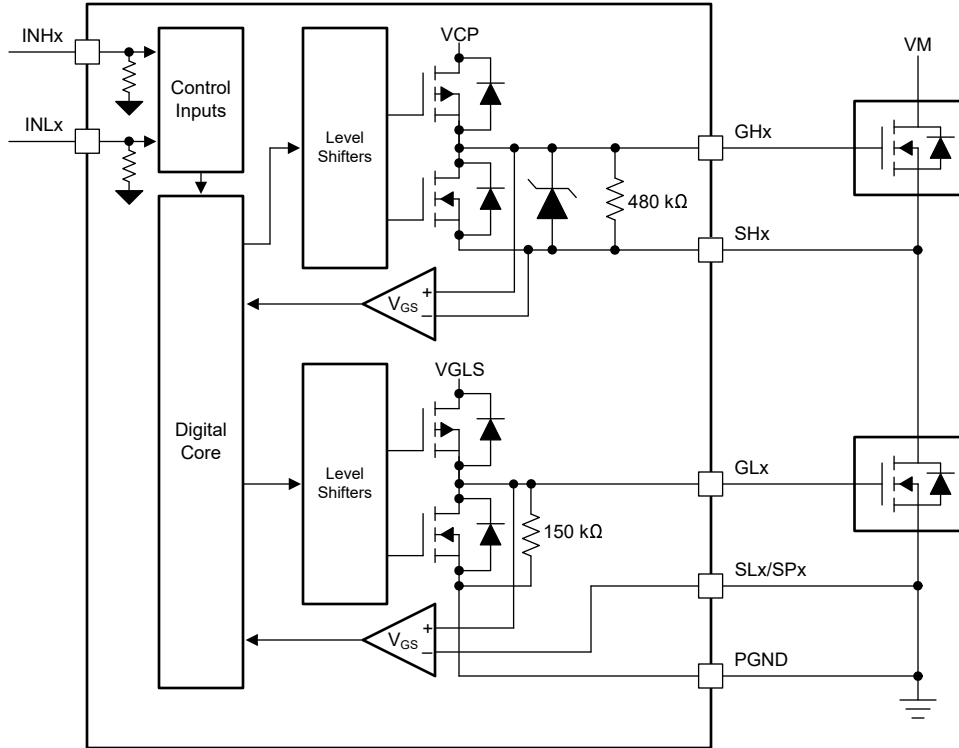 INHx
INLx
Control
Inputs
Digital
Core
Level
Shifters
VCP
480 kΩ
VGS
+
−
GHx
SHx
VM
Level
Shifters
VGLS
150 kΩ
VGS
+
−
GLx
SLx/SPx
PGND